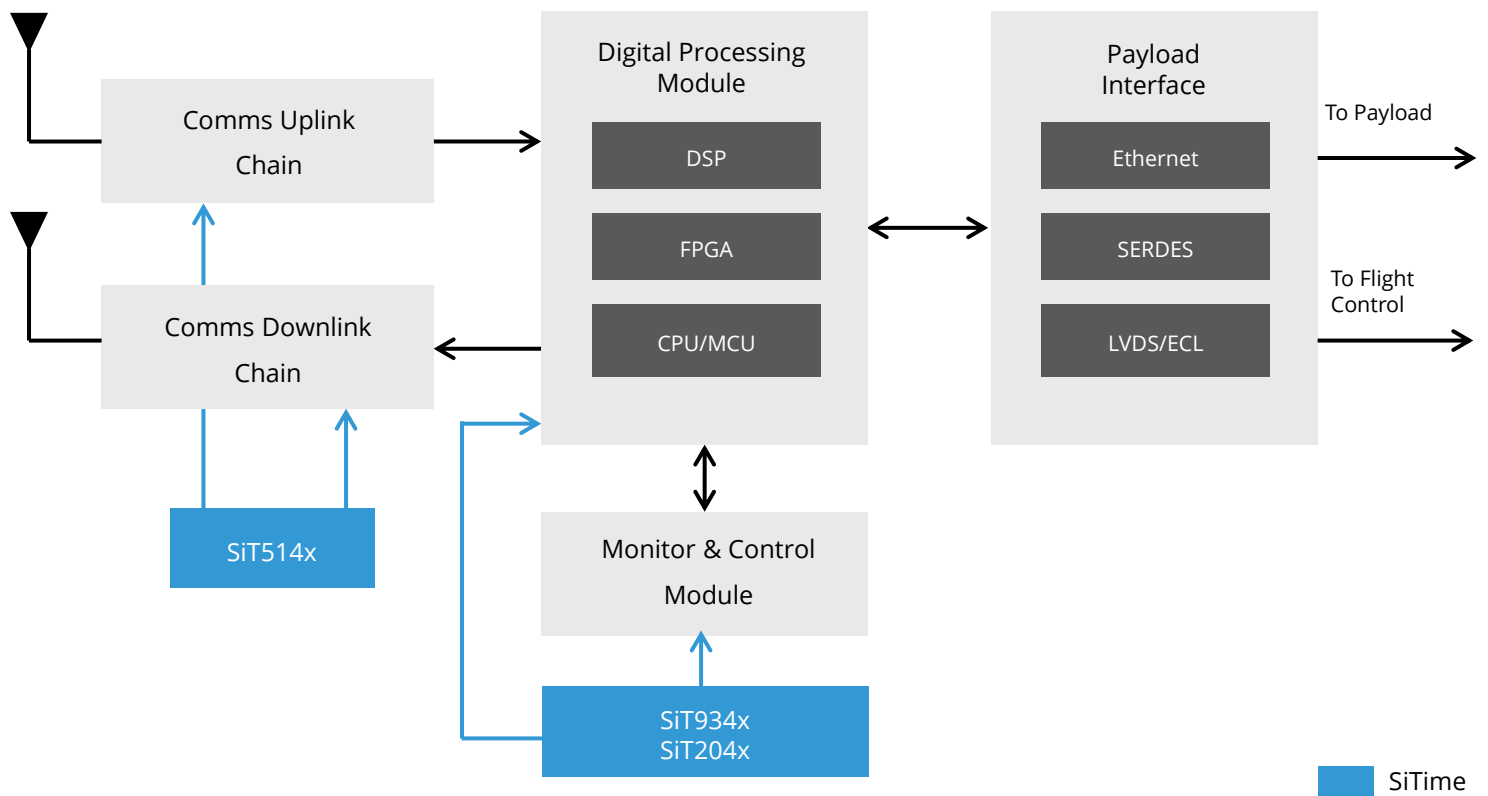 Comms Uplink
Chain
Comms Downlink
Chain
SiT514x
Digital Processing
Module
DSP
FPGA
CPU/MCU
Monitor & Control
Module
SiT934x
SiT204x
Payload
Interface
Ethernet
SERDES
LVDS/ECL
To Payload
To Flight
Control
SiTime